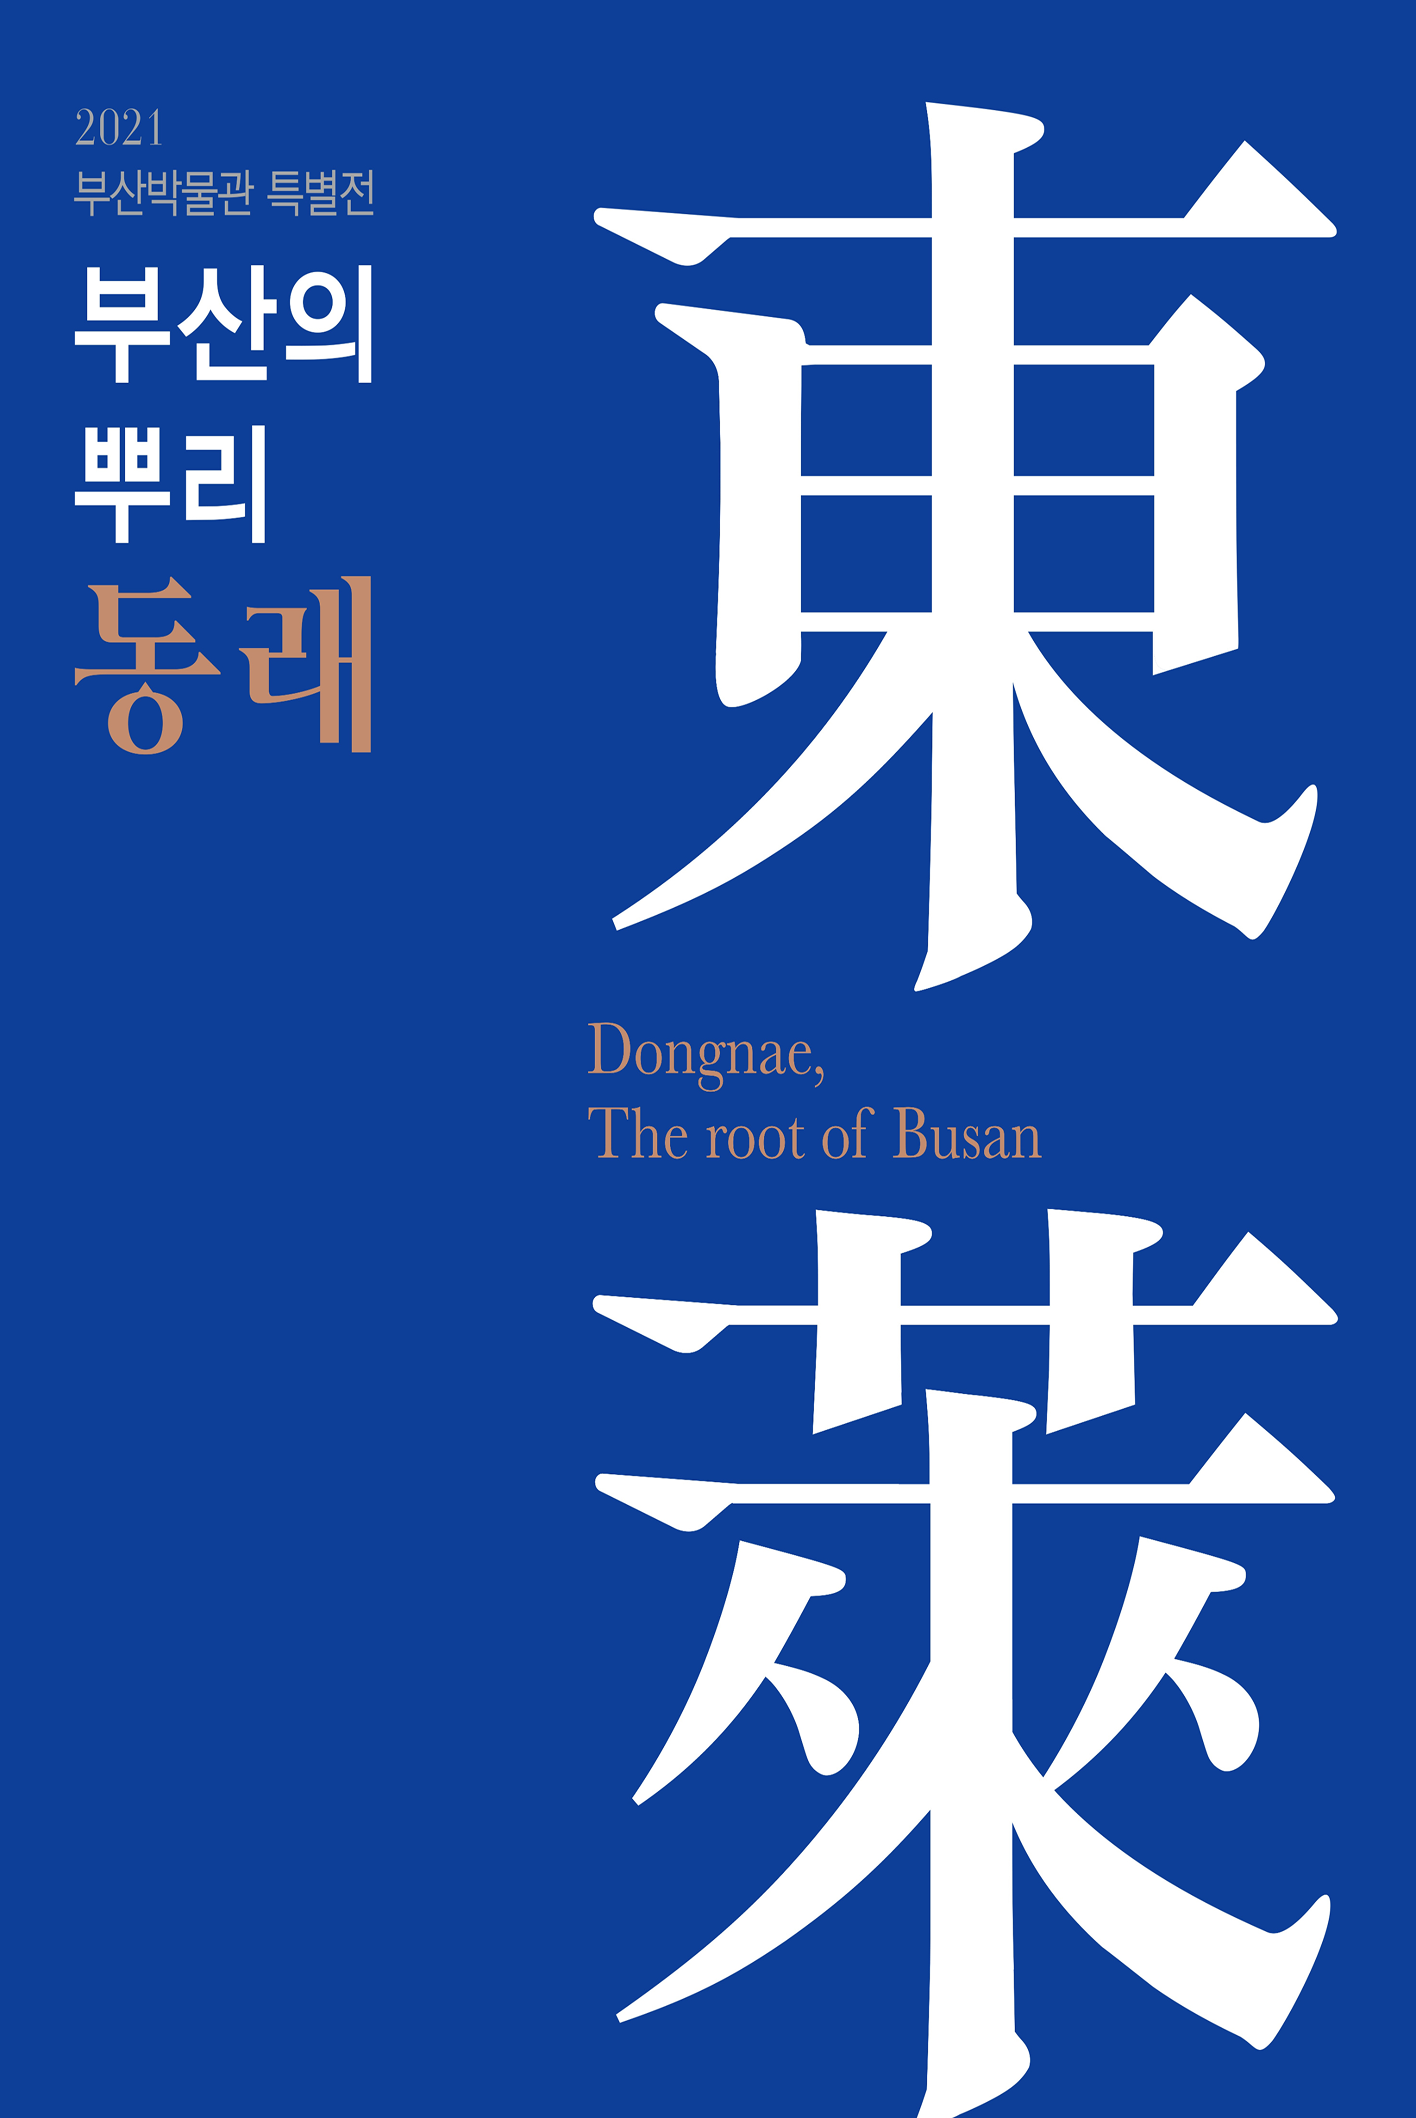 2021
부산박물관 특별전
부산의
뿌리
동래
東
Dongnae,
The root of Busan
萊